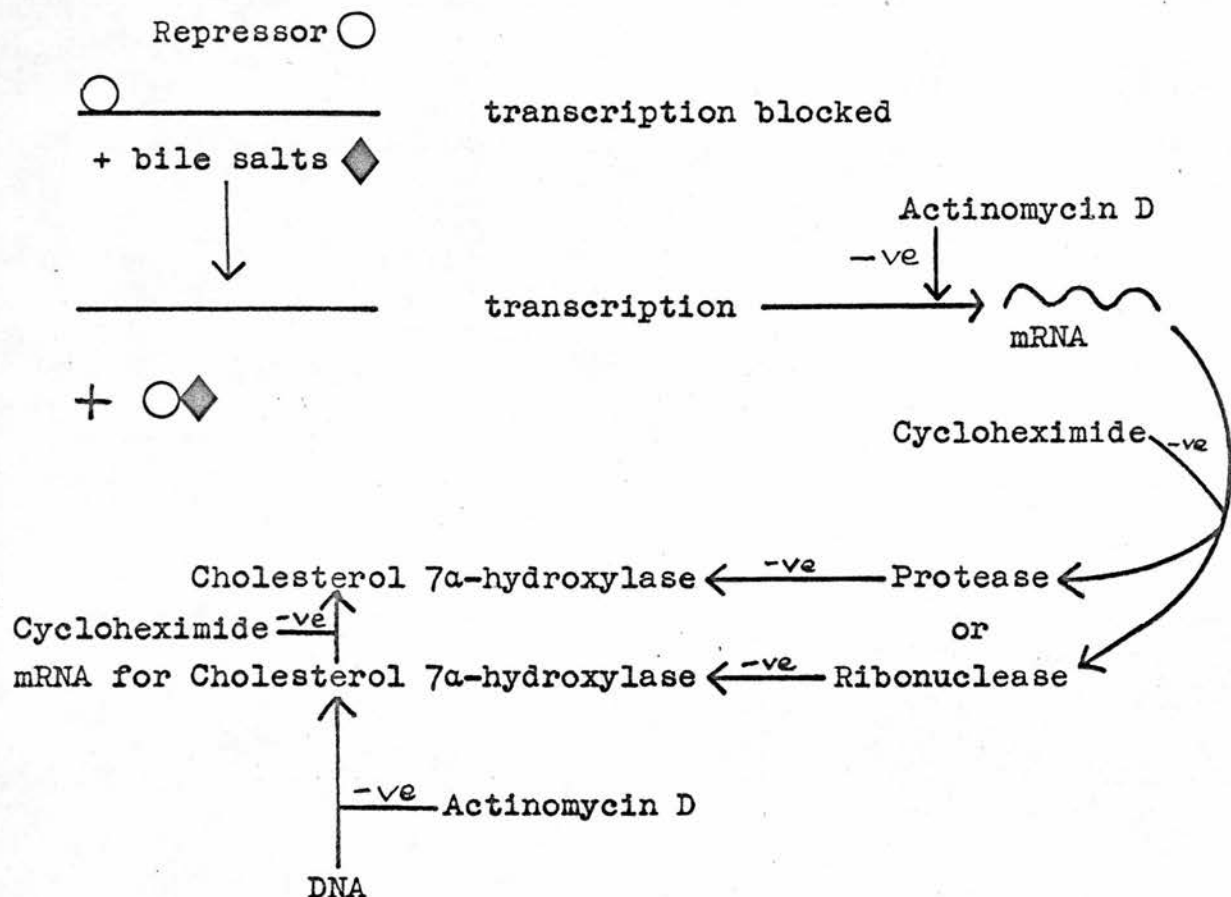 Repressor
transcription blocked
+ bile salts
Actinomycin D
-ve
transcription
mRNA
+
Cycloheximide -ve
Cholesterol 7α-hydroxylase -ve Protease
Cycloheximide -ve or
mRNA for Cholesterol 7α-hydroxylase -ve Ribonuclease
-ve Actinomycin D
DNA